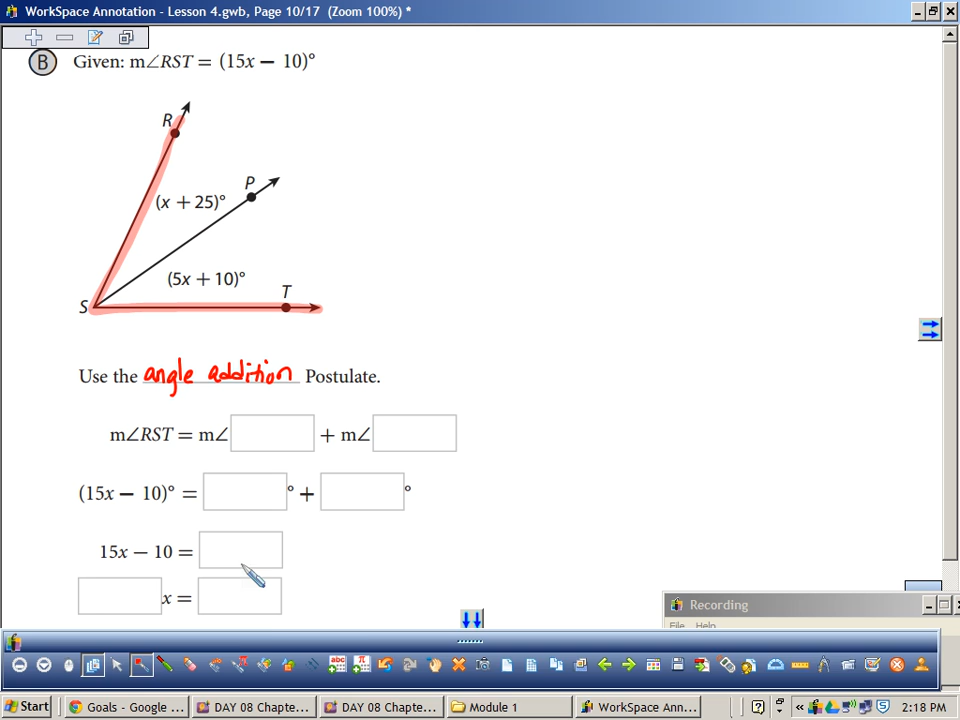 WorkSpace Annotation - Lesson 4.gwb, Page 10/17 (Zoom 100%) *
B Given: m∠RST = (15x − 10)°
R
P
(x + 25)°
(5x + 10)°
S
T
Use the angle addition Postulate.
m∠RST = m∠ + m∠
(15x − 10)° = ° + °
15x − 10 =
x =
Recording
File Help
abc
π
Start
Goals - Google ...
DAY 08 Chapte...
DAY 08 Chapte...
Module 1
WorkSpace Ann...
2:18 PM